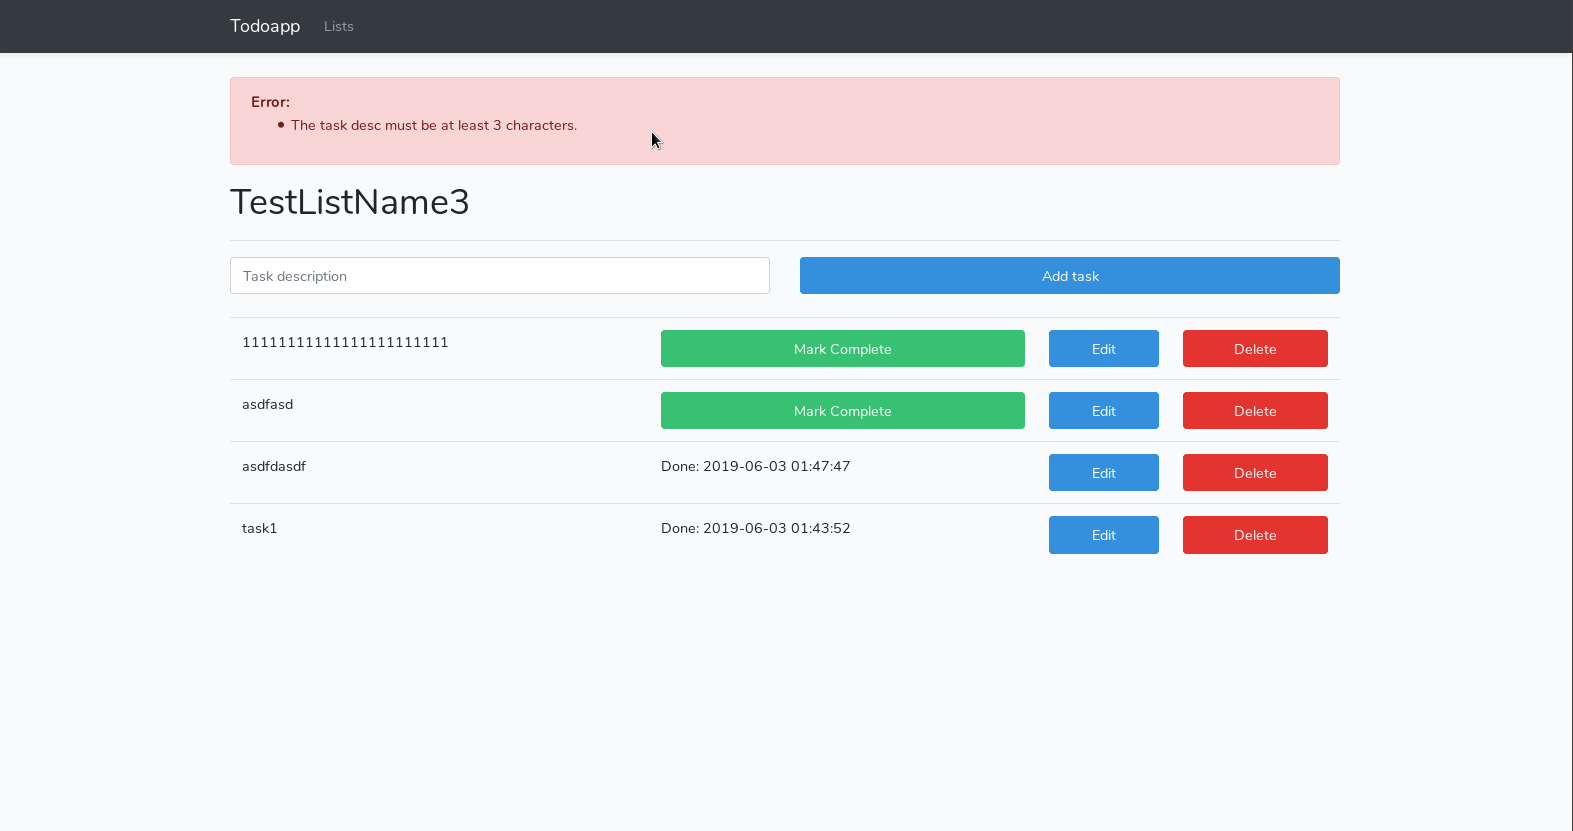 Todoapp Lists
Error:
The task desc must be at least 3 characters.
TestListName3
Task description Add task
11111111111111111111111 Mark Complete Edit Delete
asdfasd Mark Complete Edit Delete
asdfdasdf Done: 2019-06-03 01:47:47 Edit Delete
task1 Done: 2019-06-03 01:43:52 Edit Delete